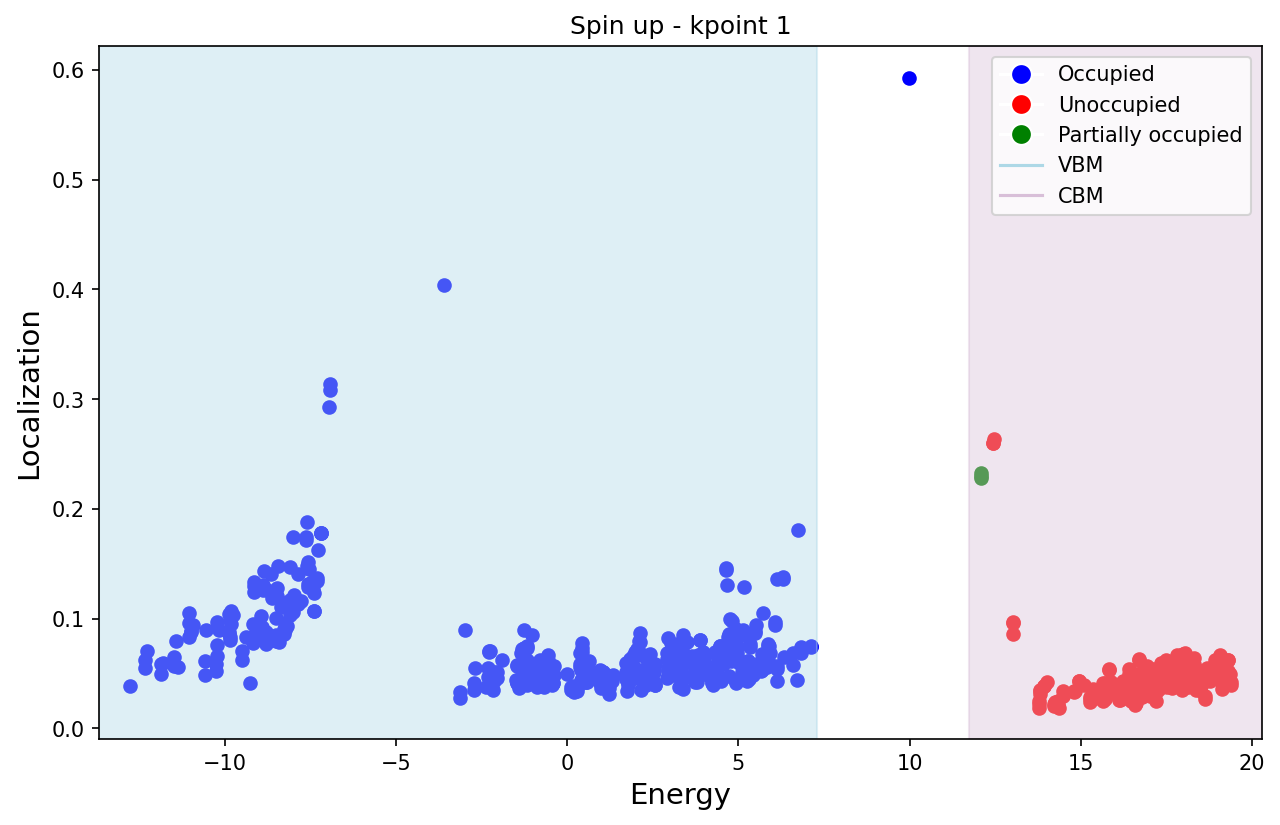 Spin up - kpoint 1
Localization
0.6
0.5
0.4
0.3
0.2
0.1
0.0
Occupied
Unoccupied
Partially occupied
VBM
CBM
−10
−5
0
5
10
15
20
Energy